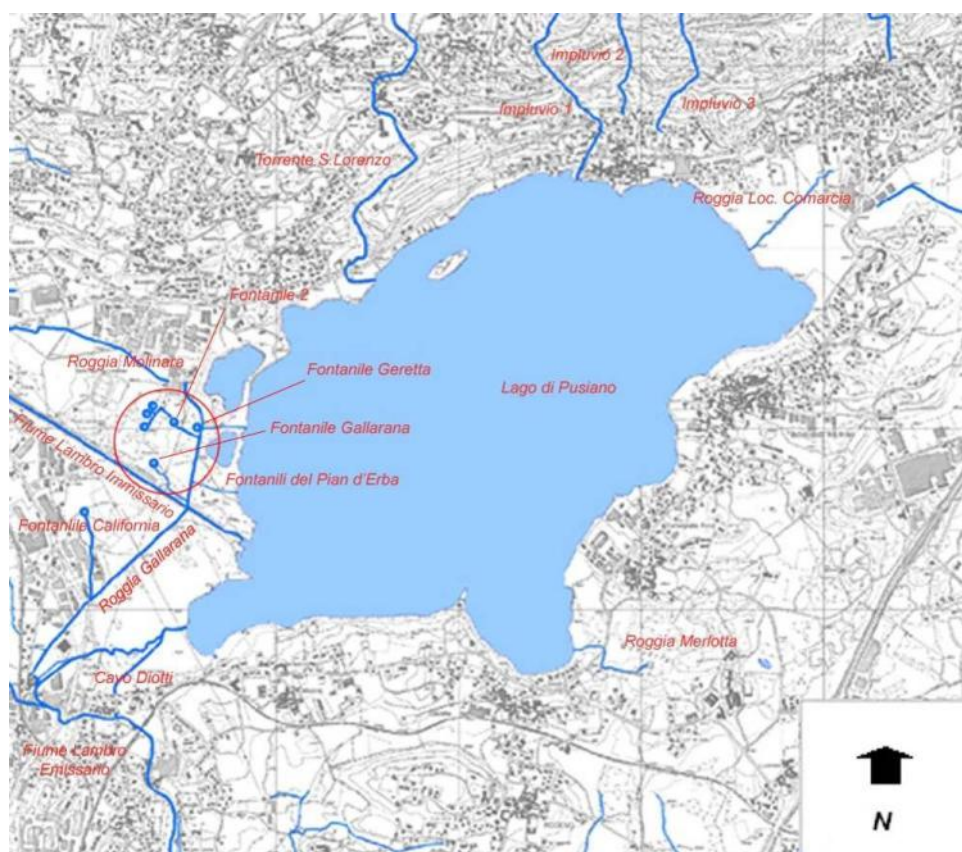 Impluvio 2
Impluvio 1
Impluvio 3
Torrente S.Lorenzo
Roggia Loc. Comarcia
Fontanile 2
Roggia Molinara
Fontanile Geretta
Lago di Pusiano
Fontanile Gallarana
Fiume Lambro Immissario
Fontanili del Pian d'Erba
Fontanlile California
Roggia Gallarana
Roggia Merlotta
Cavo Diotti
Fiume Lambro
Emissario
N